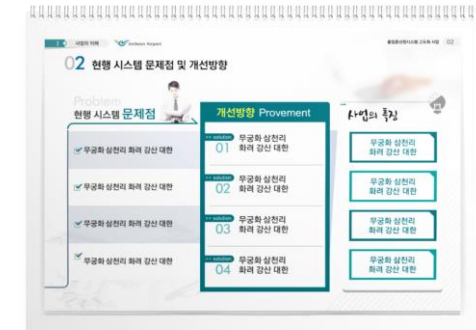 사업의 이해
02
02 현행 시스템 문제점 및 개선방향
Problem
현행 시스템 문제점
무궁화 삼천리 화려 강산 대한
무궁화 삼천리 화려 강산 대한
무궁화 삼천리 화려 강산 대한
무궁화 삼천리 화려 강산 대한
개선방향 Provement
solution
01
무궁화 삼천리
화려 강산 대한
solution
02
무궁화 삼천리
화려 강산 대한
solution
03
무궁화 삼천리
화려 강산 대한
solution
04
무궁화 삼천리
화려 강산 대한
사업의 특징
무궁화 삼천리
화려 강산 대한
무궁화 삼천리
화려 강산 대한
무궁화 삼천리
화려 강산 대한
무궁화 삼천리
화려 강산 대한